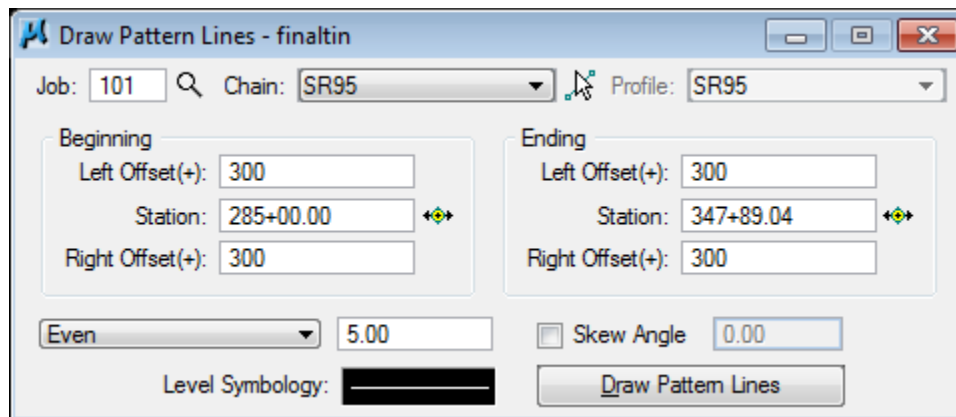 Draw Pattern Lines - finaltin
Job: 101 Chain: SR95 Profile: SR95
Beginning
Left Offset(+): 300
Station: 285+00.00
Right Offset(+): 300
Ending
Left Offset(+): 300
Station: 347+89.04
Right Offset(+): 300
Even 5.00 Skew Angle 0.00
Level Symbology: Draw Pattern Lines